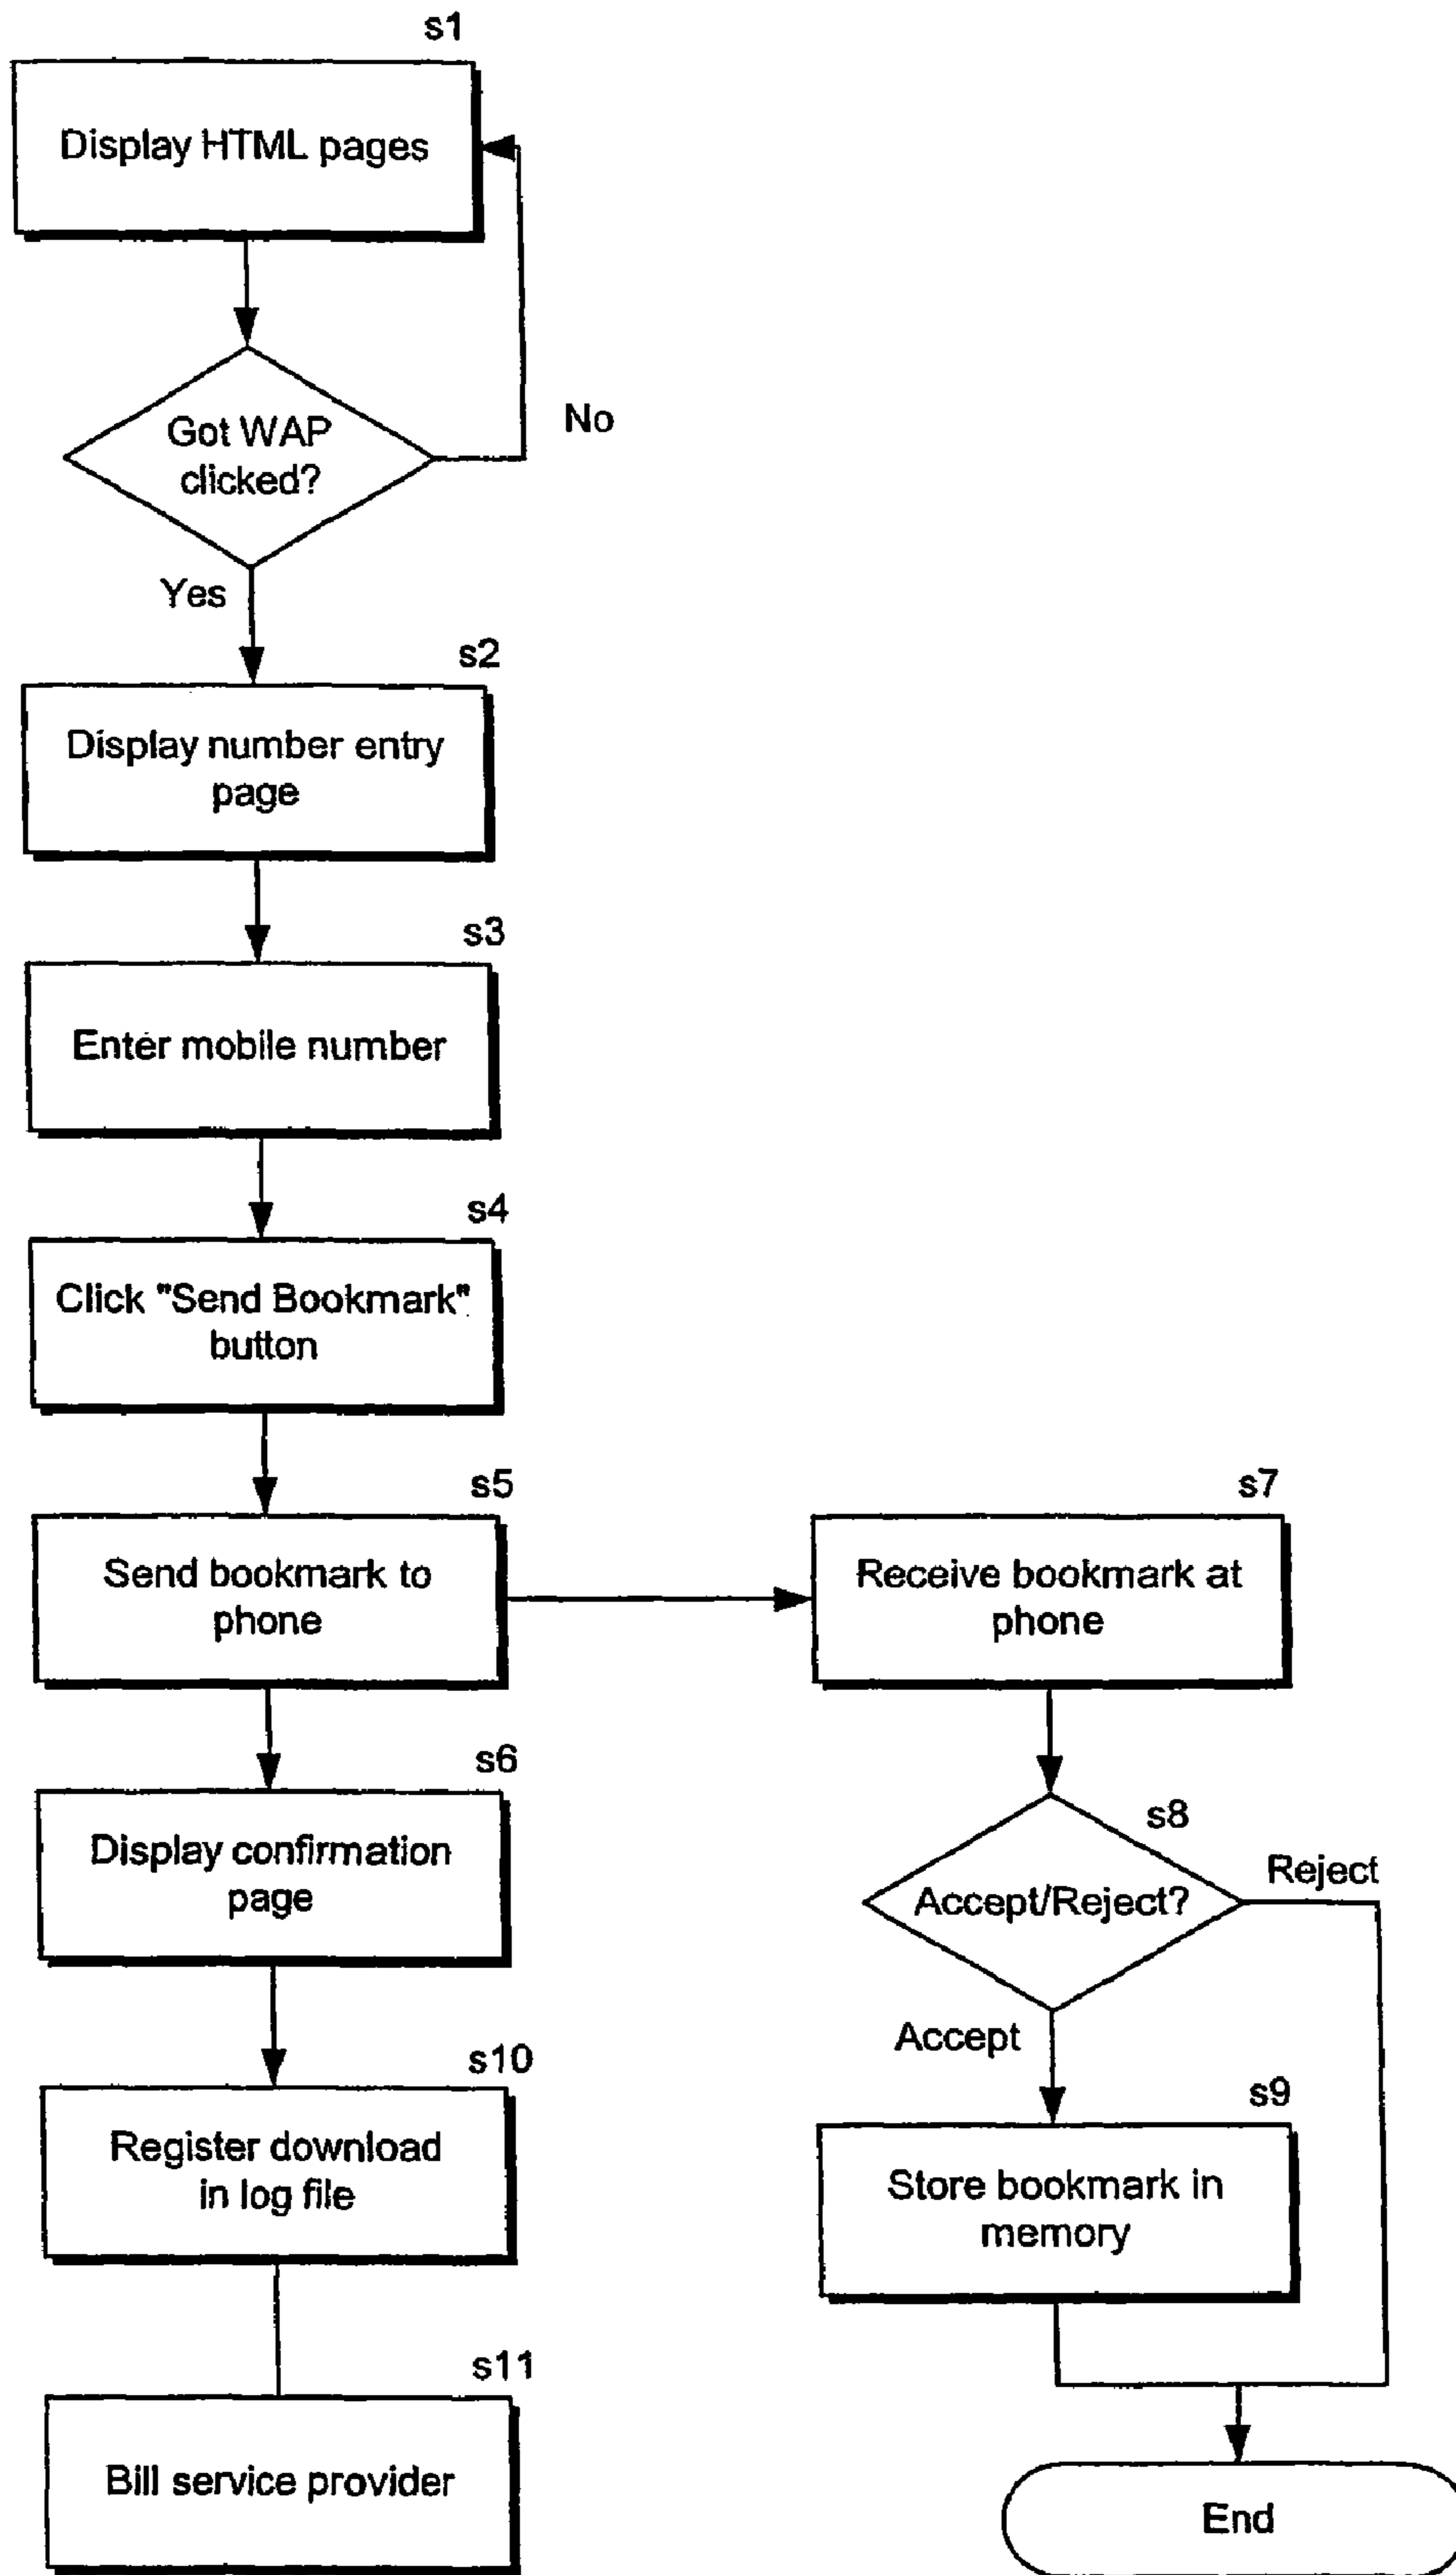 s1
Display HTML pages
Got WAP
clicked?
No
Yes
s2
Display number entry
page
s3
Enter mobile number
s4
Click "Send Bookmark"
button
s5
Send bookmark to
phone
s6
Display confirmation
page
s10
Register download
in log file
s11
Bill service provider
s7
Receive bookmark at
phone
s8
Accept/Reject?
Reject
Accept
s9
Store bookmark in
memory
End